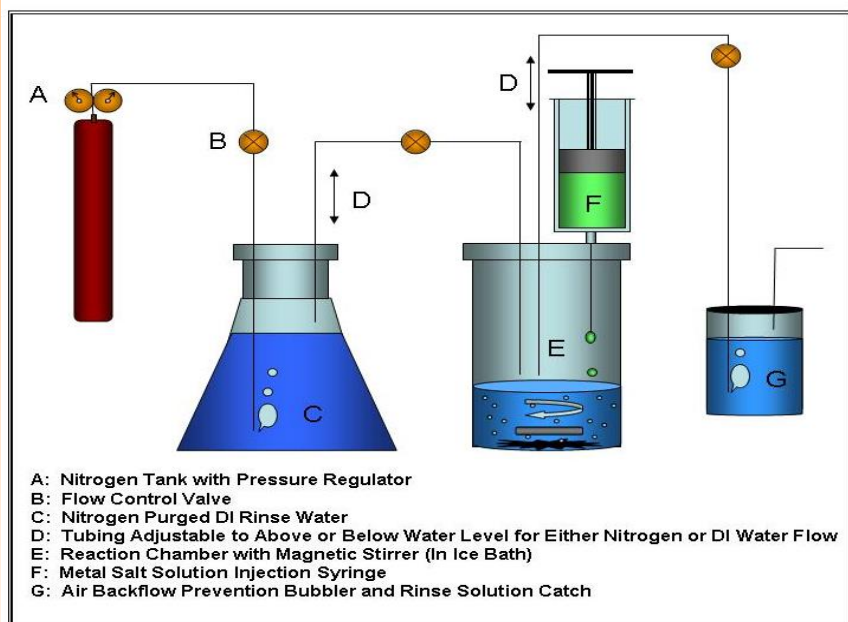 A
B
D
C
D
F
E
G
A: Nitrogen Tank with Pressure Regulator
B: Flow Control Valve
C: Nitrogen Purged DI Rinse Water
D: Tubing Adjustable to Above or Below Water Level for Either Nitrogen or DI Water Flow
E: Reaction Chamber with Magnetic Stirrer (In Ice Bath)
F: Metal Salt Solution Injection Syringe
G: Air Backflow Prevention Bubbler and Rinse Solution Catch